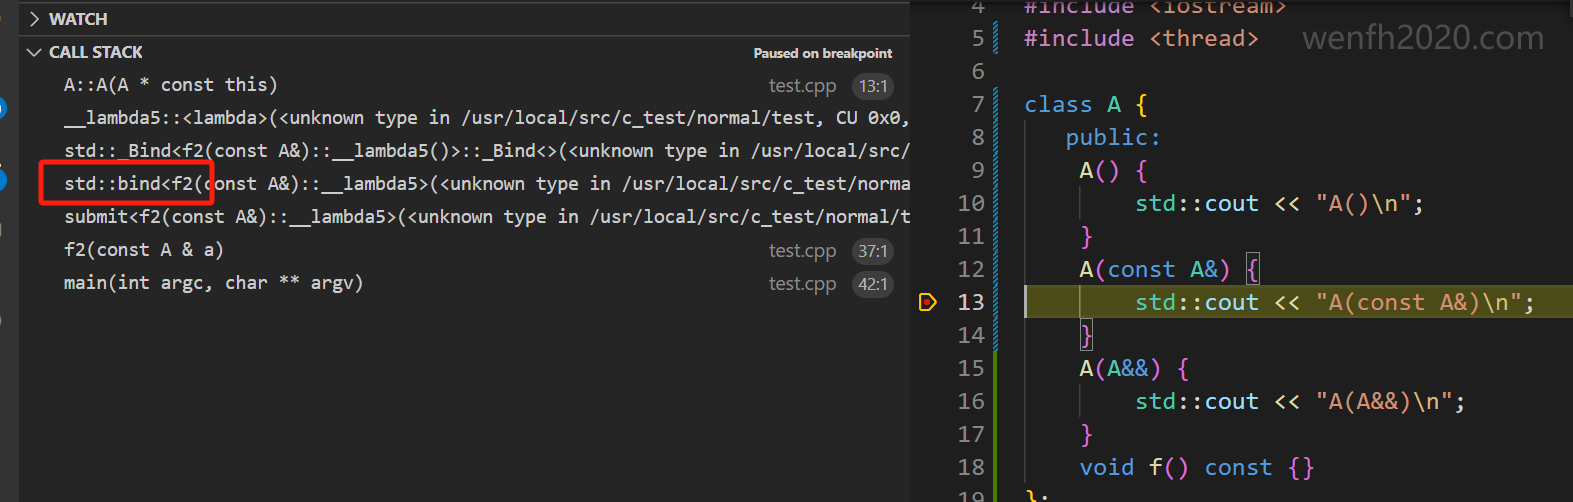 WATCH
CALL STACK
Paused on breakpoint
A::A(A * const this)
test.cpp 13:1
__lambda5::<lambda>(<unknown type in /usr/local/src/c_test/normal/test, CU 0x0,
std::_Bind<f2(const A&)::__lambda5()>::_Bind<>(<unknown type in /usr/local/src/
std::bind<f2(const A&)::__lambda5>(<unknown type in /usr/local/src/c_test/norma
submit<f2(const A&)::__lambda5>(<unknown type in /usr/local/src/c_test/normal/t
f2(const A & a)
test.cpp 37:1
main(int argc, char ** argv)
test.cpp 42:1
wenfh2020.com
4 #include <iostream>
5 #include <thread>
6
7 class A {
8 public:
9 A() {
10 std::cout << "A()\n";
11 }
12 A(const A&) {
13 std::cout << "A(const A&)\n";
14 }
15 A(A&&) {
16 std::cout << "A(A&&)\n";
17 }
18 void f() const {}
19 };